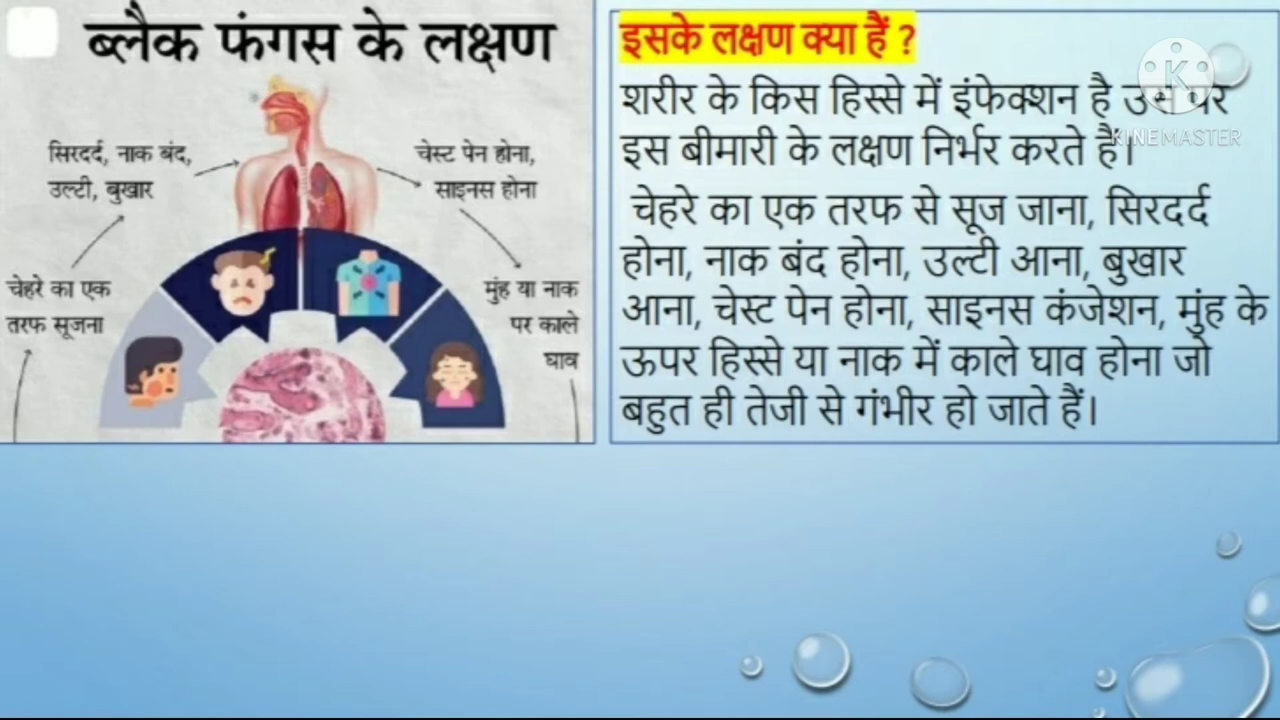 ब्लैक फंगस के लक्षण
सिरदर्द, नाक बंद,
उल्टी, बुखार
चेस्ट पेन होना,
साइनस होना
चेहरे का एक
तरफ सूजना
मुंह या नाक
पर काले
घाव
इसके लक्षण क्या हैं ?
शरीर के किस हिस्से में इंफेक्शन है उस पर
इस बीमारी के लक्षण निर्भर करते हैं।
चेहरे का एक तरफ से सूज जाना, सिरदर्द
होना, नाक बंद होना, उल्टी आना, बुखार
आना, चेस्ट पेन होना, साइनस कंजेशन, मुंह के
ऊपर हिस्से या नाक में काले घाव होना जो
बहुत ही तेजी से गंभीर हो जाते हैं।
K
KINEMASTER